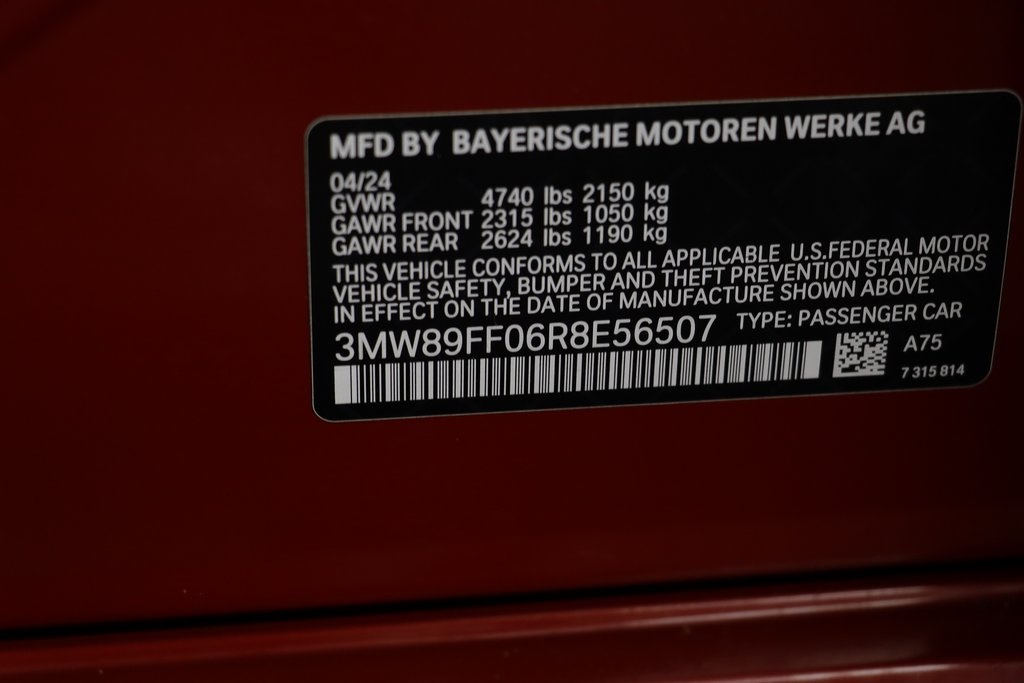 MFD BY BAYERISCHE MOTOREN WERKE AG
04/24
GVWR 4740 lbs 2150 kg
GAWR FRONT 2315 lbs 1050 kg
GAWR REAR 2624 lbs 1190 kg
THIS VEHICLE CONFORMS TO ALL APPLICABLE U.S.FEDERAL MOTOR
VEHICLE SAFETY, BUMPER AND THEFT PREVENTION STANDARDS
IN EFFECT ON THE DATE OF MANUFACTURE SHOWN ABOVE.
3MW89FF06R8E56507 TYPE: PASSENGER CAR
A75
7 315 814